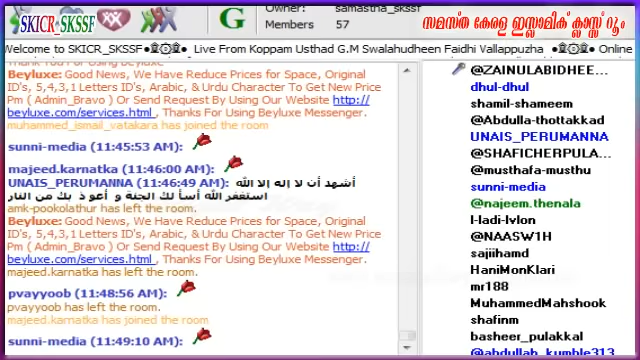 SKICR_SKSSF
G
Owner: samastha_skssf
Members 57
സമസ്ത കേരള ഇസ്ലാമിക് ക്ലാസ്സ് റൂം
Welcome to SKICR_SKSSF●۩۞۩● Live From Koppam Usthad G.M Swalahudheen Faidhi Vallappuzha ●۩۞۩● Online
Thank You For Using Beyluxe
Beyluxe: Good News, We Have Reduce Prices for Space, Original
ID's, 5,4,3,1 Letters ID's, Arabic, & Urdu Character To Get New Price
Pm ( Admin_Bravo ) Or Send Request By Using Our Website http://
beyluxe.com/services.html , Thanks For Using Beyluxe Messenger.
muhammed_ismail_vatakara has joined the room
sunni-media (11:45:53 AM):
majeed.karnatka (11:46:00 AM):
UNAIS_PERUMANNA (11:46:49 AM): أشهد أن لا إله إلا الله
استغفر الله أسأ لك الجنة و أعو ذ بك من النار
amk-pookolathur has left the room.
Beyluxe: Good News, We Have Reduce Prices for Space, Original
ID's, 5,4,3,1 Letters ID's, Arabic, & Urdu Character To Get New Price
Pm ( Admin_Bravo ) Or Send Request By Using Our Website http://
beyluxe.com/services.html , Thanks For Using Beyluxe Messenger.
majeed.karnatka has left the room.
pvayyoob (11:48:56 AM):
pvayyoob has left the room.
majeed.karnatka has joined the room
sunni-media (11:49:10 AM):
@ZAINULABIDHEE...
dhul-dhul
shamil-shameem
@Abdulla-thottakkad
UNAIS_PERUMANNA
@SHAFICHERPULA...
@musthafa-musthu
sunni-media
@najeem.thenala
l-ladi-lvlon
@NAASW1H
sajiihamd
HaniMonKlari
mr188
MuhammedMahshook
shafinm
basheer_pulakkal
@abdullah_kumble313